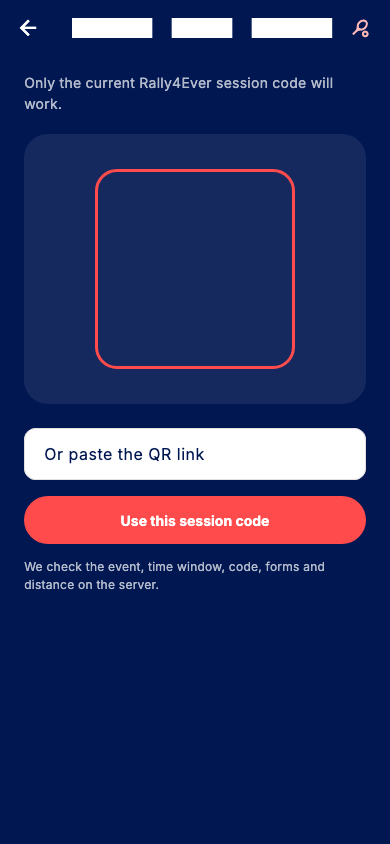 Only the current Rally4Ever session code will
work.
Or paste the QR link
Use this session code
We check the event, time window, code, forms and
distance on the server.